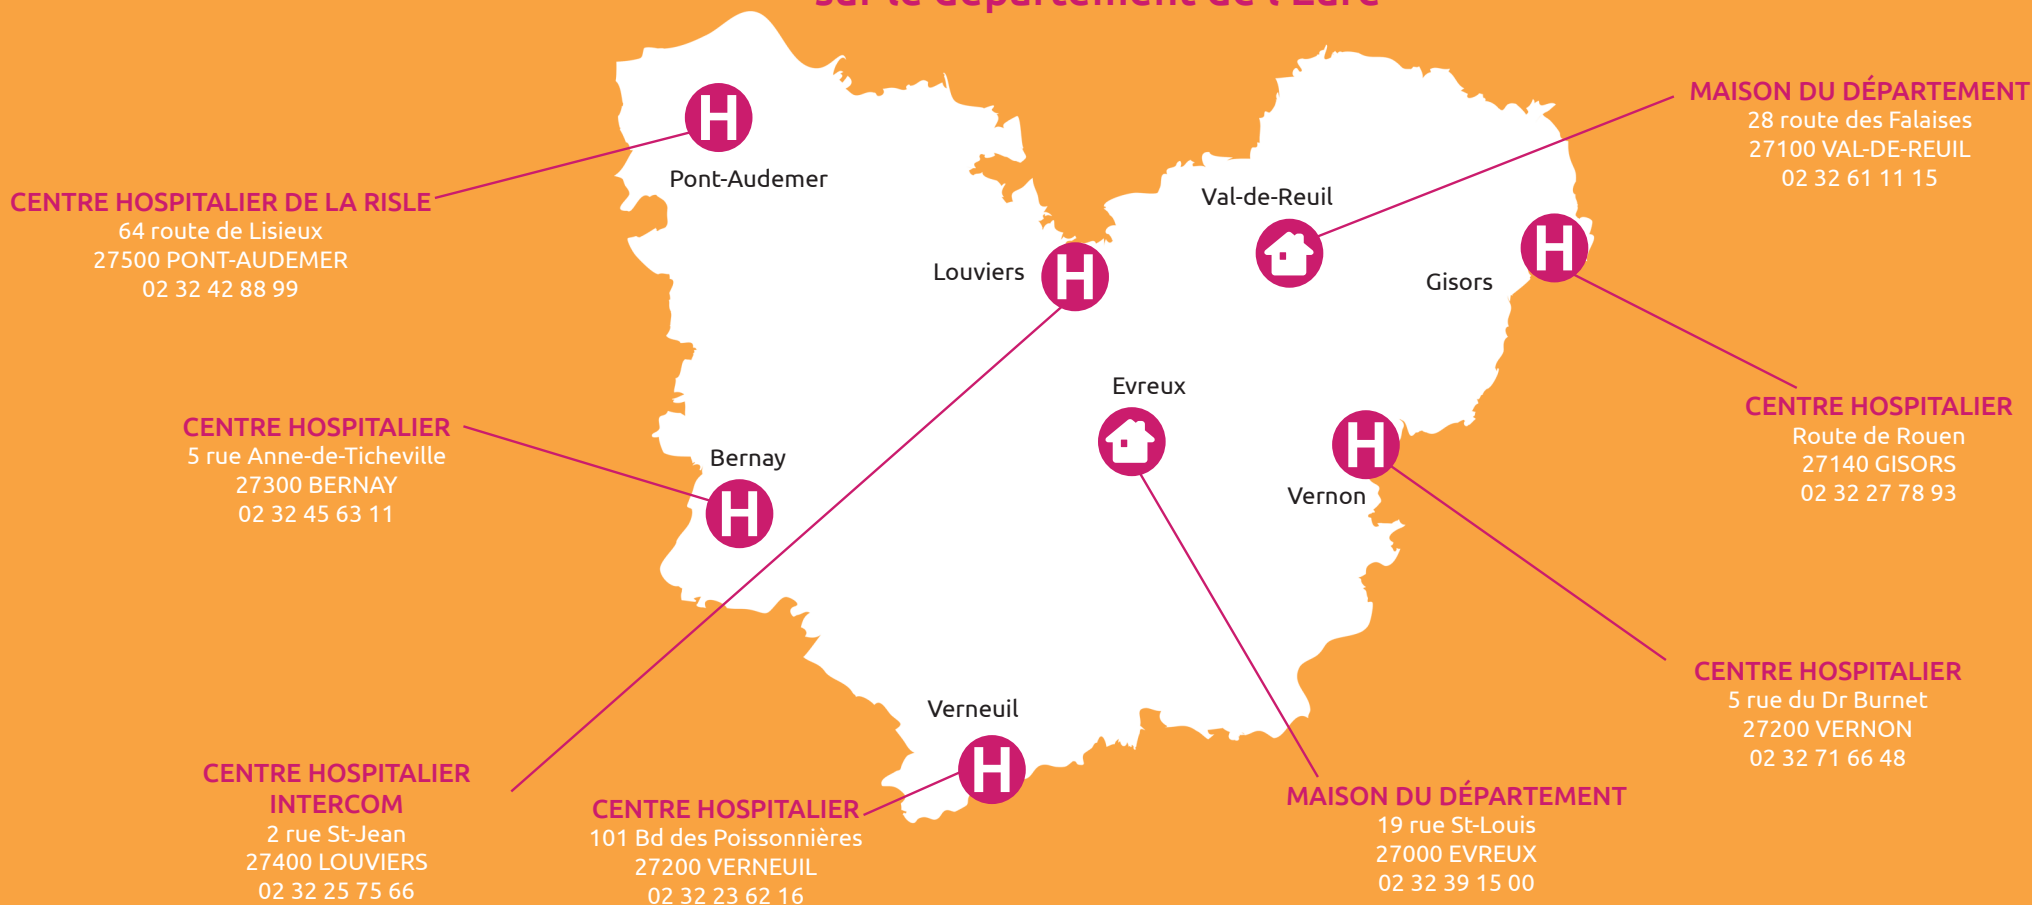 sur le département de l'Eure
MAISON DU DÉPARTEMENT
28 route des Falaises
27100 VAL-DE-REUIL
02 32 61 11 15
Pont-Audemer
CENTRE HOSPITALIER DE LA RISLE
64 route de Lisieux
27500 PONT-AUDEMER
02 32 42 88 99
Val-de-Reuil
Louviers
Gisors
Evreux
CENTRE HOSPITALIER
Route de Rouen
27140 GISORS
02 32 27 78 93
CENTRE HOSPITALIER
5 rue Anne-de-Ticheville
27300 BERNAY
02 32 45 63 11
Bernay
Vernon
CENTRE HOSPITALIER
5 rue du Dr Burnet
27200 VERNON
02 32 71 66 48
Verneuil
CENTRE HOSPITALIER
INTERCOM
2 rue St-Jean
27400 LOUVIERS
02 32 25 75 66
CENTRE HOSPITALIER
101 Bd des Poissonnières
27200 VERNEUIL
02 32 23 62 16
MAISON DU DÉPARTEMENT
19 rue St-Louis
27000 EVREUX
02 32 39 15 00
H
H
H
H
H
H